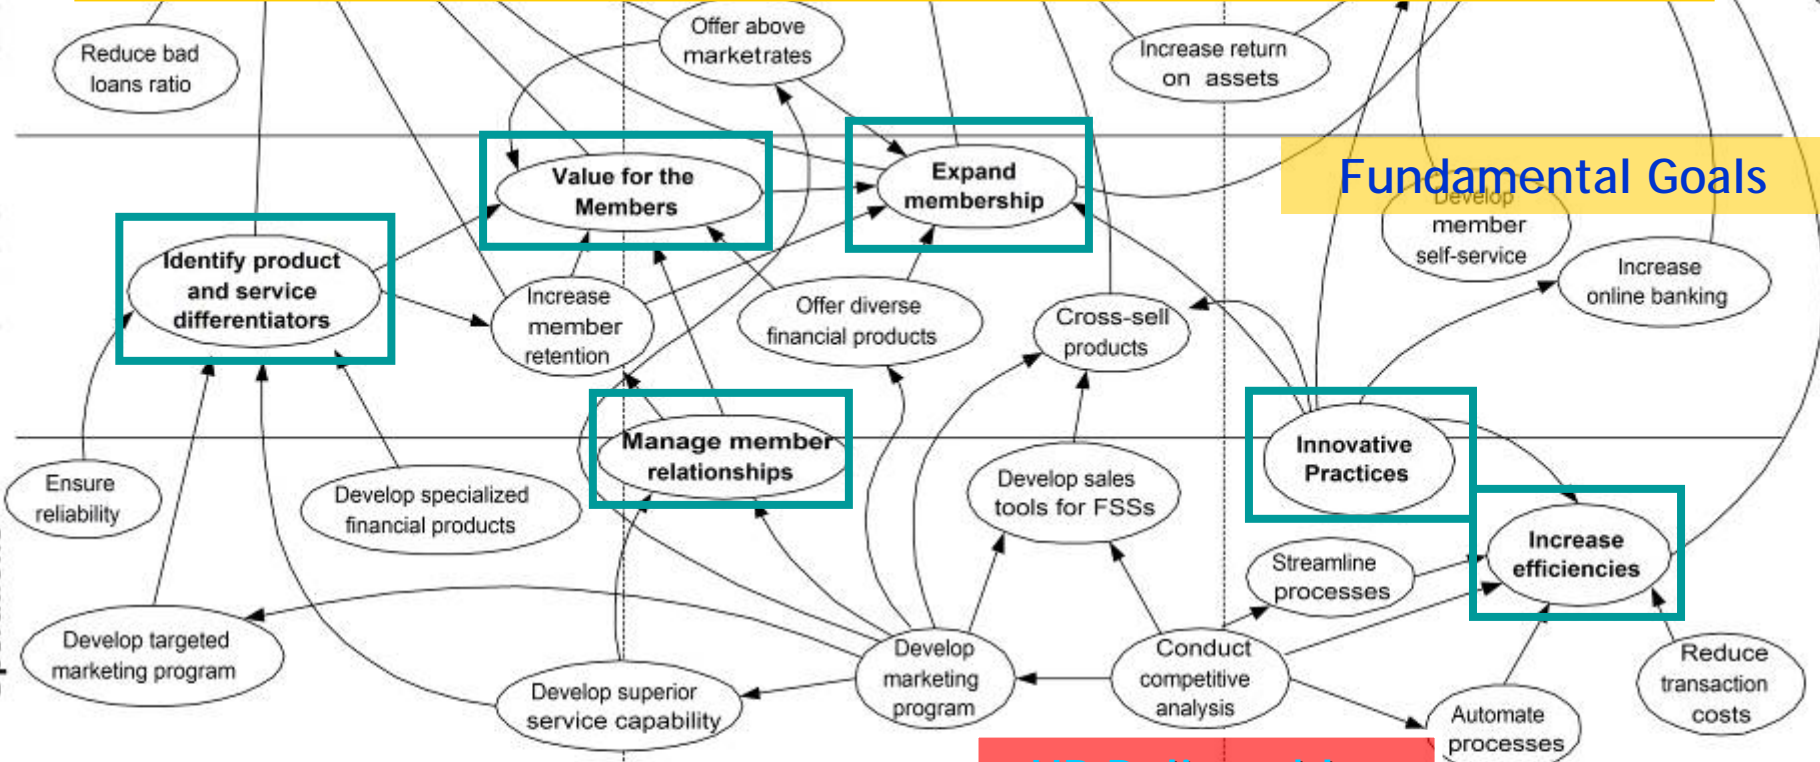 Offer above
marketrates
Reduce bad
loans ratio
Increase return
on assets
Fundamental Goals
Value for the
Members
Expand
membership
Develop
member
self-service
Identify product
and service
differentiators
Increase
online banking
Increase
member
retention
Offer diverse
financial products
Cross-sell
products
Manage member
relationships
Innovative
Practices
Ensure
reliability
Develop specialized
financial products
Develop sales
tools for FSSs
Increase
efficiencies
Streamline
processes
Develop targeted
marketing program
Develop superior
service capability
Develop
marketing
program
Conduct
competitive
analysis
Reduce
transaction
costs
Automate
processes